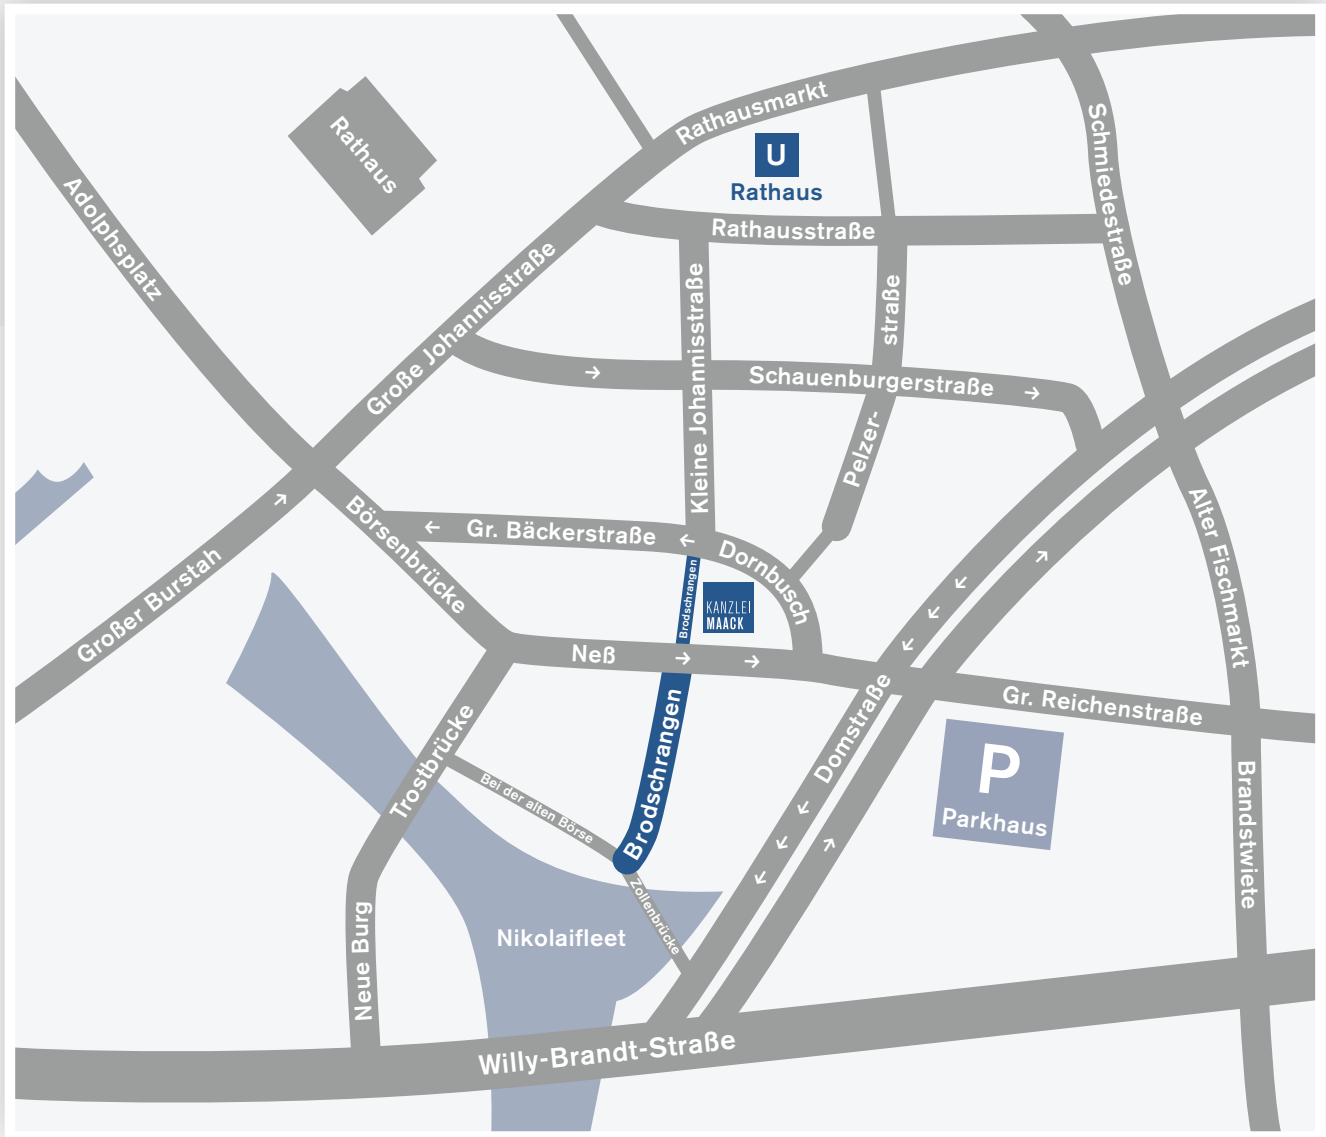 Rathausmarkt
Rathaus
U
Rathaus
Schmiedestraße
Adolphsplatz
Rathausstraße
Große Johannisstraße
Kleine Johannisstraße
straße
Pelzer-
Schauenburgerstraße
Börsenbrücke
Gr. Bäckerstraße
Dornbusch
Alter Fischmarkt
Großer Burstah
Brodschrangen
KANZLEI
MAACK
Neß
Gr. Reichenstraße
Domstraße
Trostbrücke
Brodschrangen
Bei der alten Börse
P
Parkhaus
Brandstwiete
Zollenbrücke
Neue Burg
Nikolaifleet
Willy-Brandt-Straße